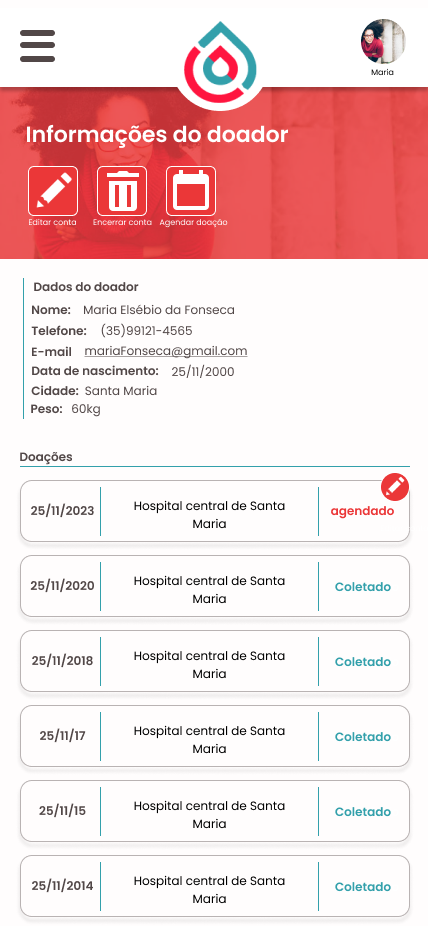 Maria
Informações do doador
Editar conta
Encerrar conta
Agendar doação
Dados do doador
Nome: Maria Elsébio da Fonseca
Telefone: (35)99121-4565
E-mail mariaFonseca@gmail.com
Data de nascimento: 25/11/2000
Cidade: Santa Maria
Peso: 60kg
Doações
25/11/2023
Hospital central de Santa
Maria
agendado
25/11/2020
Hospital central de Santa
Maria
Coletado
25/11/2018
Hospital central de Santa
Maria
Coletado
25/11/17
Hospital central de Santa
Maria
Coletado
25/11/15
Hospital central de Santa
Maria
Coletado
25/11/2014
Hospital central de Santa
Maria
Coletado